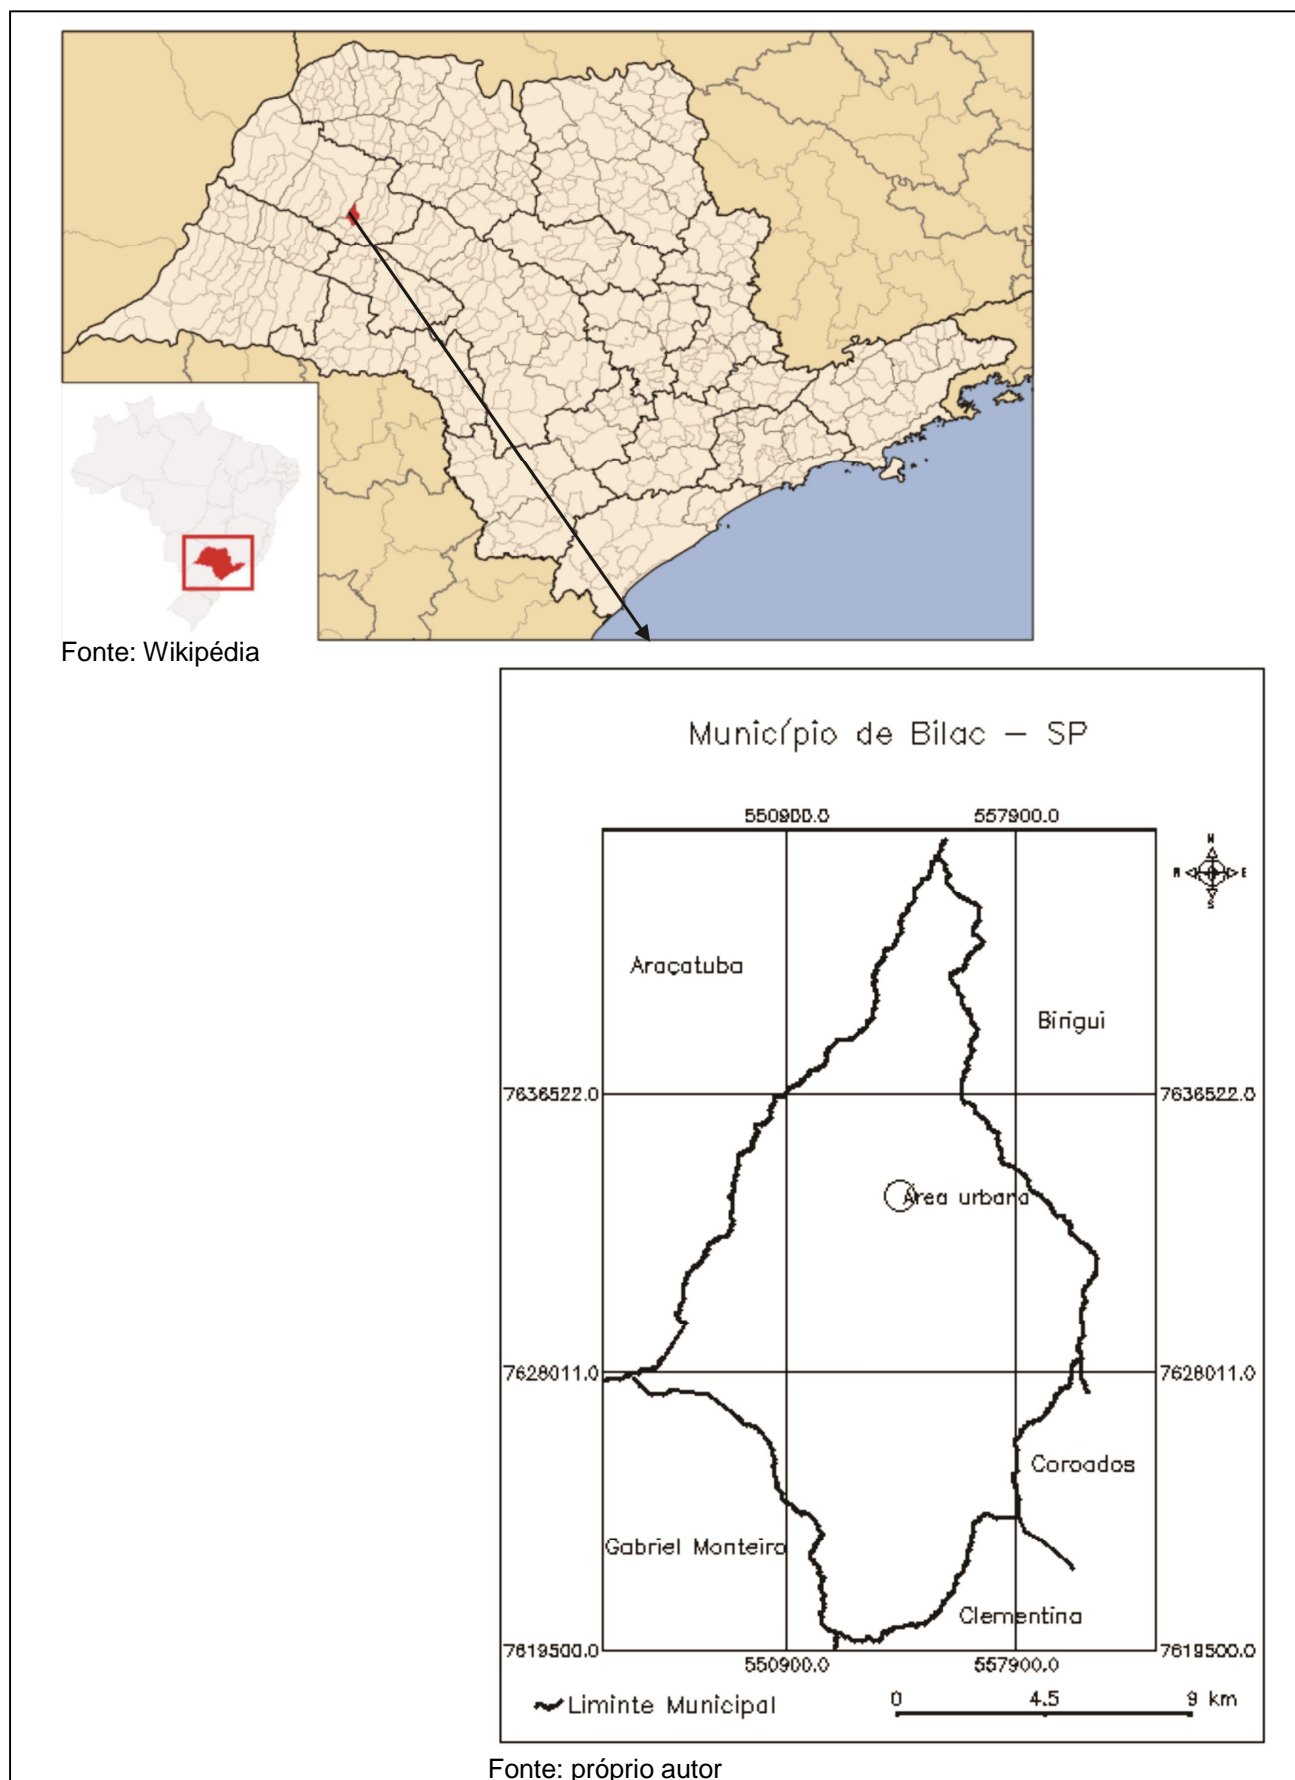 Fonte: Wikipédia
Município de Bilac – SP
550900.0 557900.0
N
E
S
Araçatuba
Birigui
7636522.0 7636522.0
Área urbana
7628011.0 7628011.0
Coroados
Gabriel Monteiro
Clementina
7619500.0 7619500.0
550900.0 557900.0
Liminte Municipal
0 4.5 9 km
Fonte: próprio autor